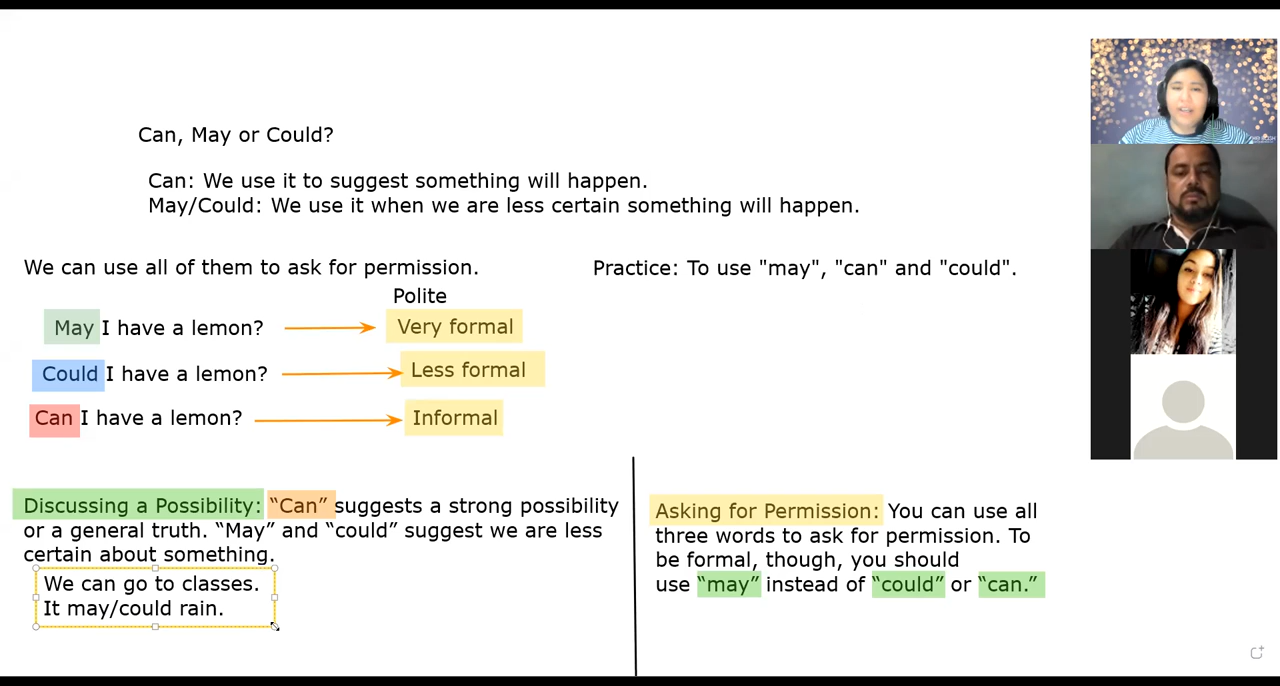 Can, May or Could?
Can: We use it to suggest something will happen.
May/Could: We use it when we are less certain something will happen.
We can use all of them to ask for permission.
Practice: To use "may", "can" and "could".
Polite
May I have a lemon?
Very formal
Could I have a lemon?
Less formal
Can I have a lemon?
Informal
Discussing a Possibility: “Can” suggests a strong possibility
or a general truth. “May” and “could” suggest we are less
certain about something.
We can go to classes.
It may/could rain.
Asking for Permission: You can use all
three words to ask for permission. To
be formal, though, you should
use “may” instead of “could” or “can.”